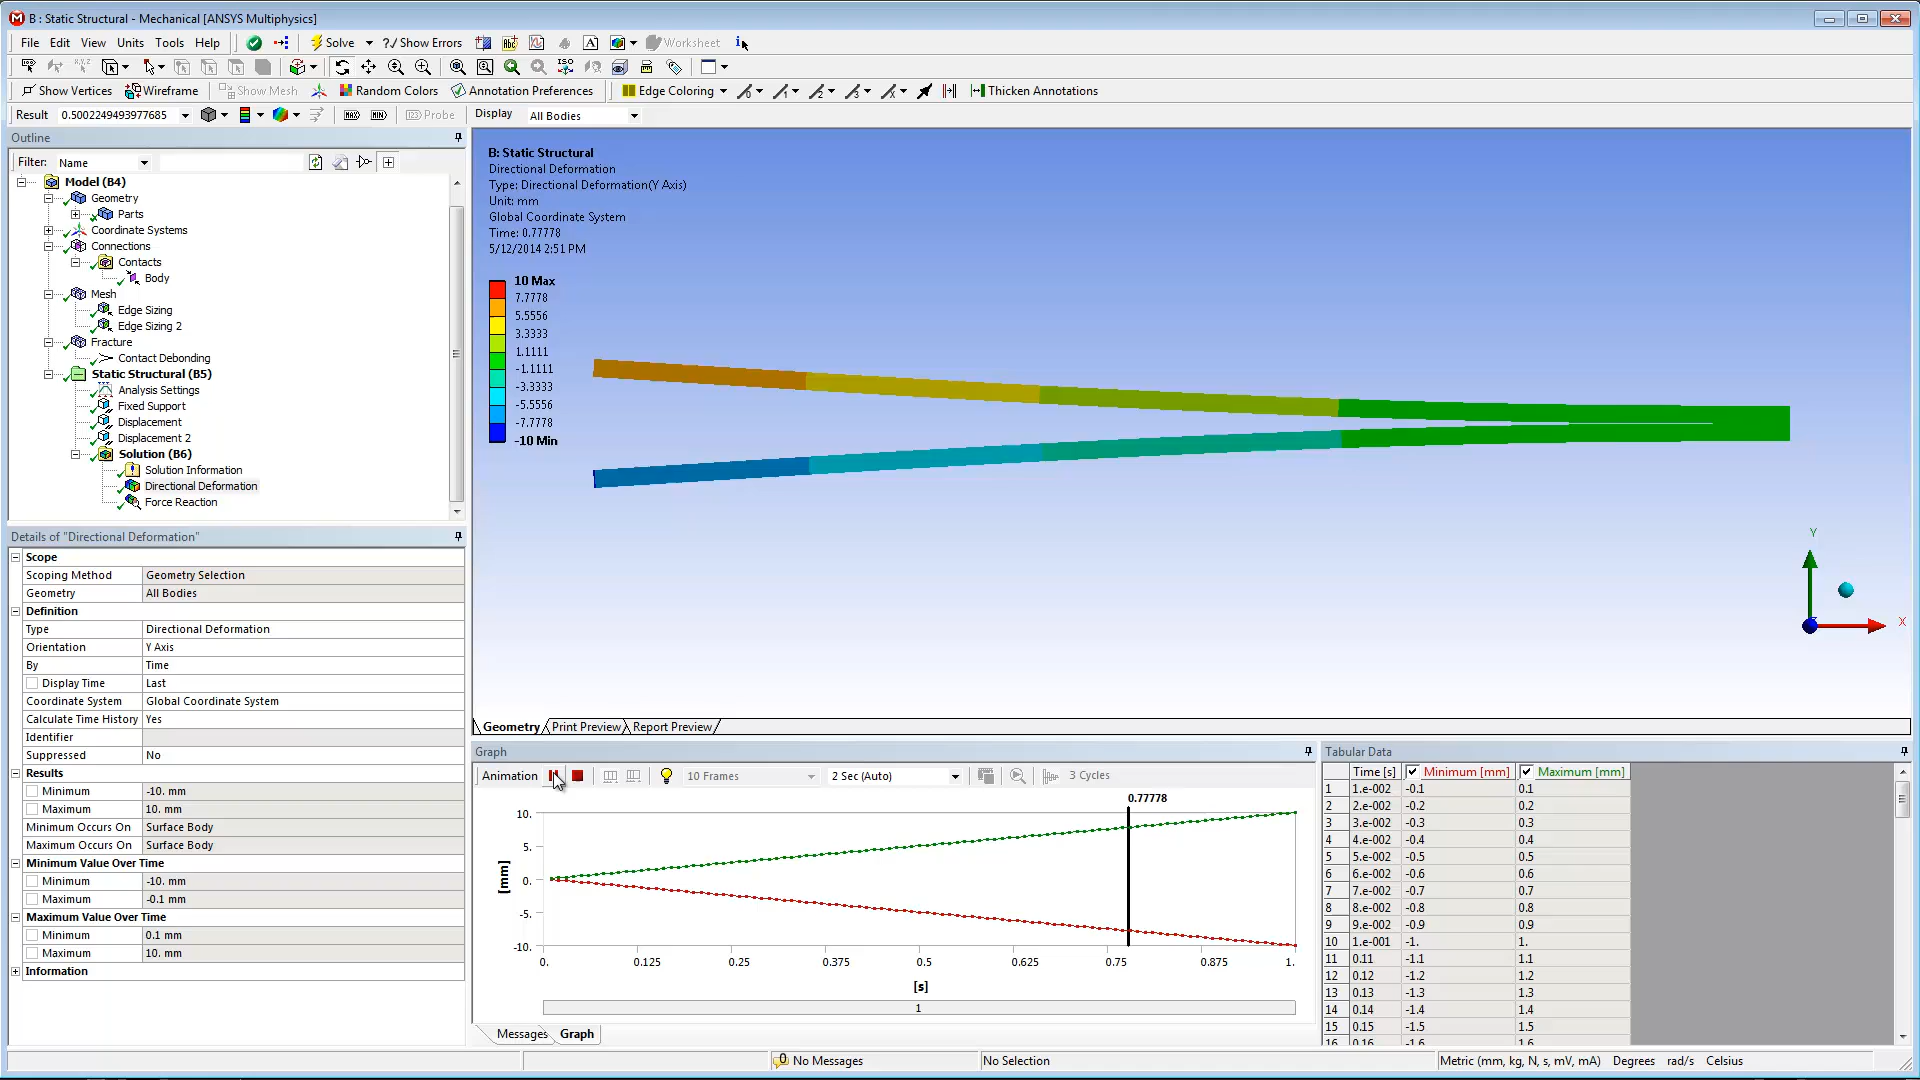 B : Static Structural - Mechanical [ANSYS Multiphysics]
File Edit View Units Tools Help Solve ?/ Show Errors Worksheet
Show Vertices Wireframe Show Mesh Random Colors Annotation Preferences Edge Coloring Thicken Annotations
Result 0.5002249493977685 MAX MIN Probe Display All Bodies
Outline
Filter: Name
Model (B4)
Geometry
Parts
Coordinate Systems
Connections
Contacts
Body
Mesh
Edge Sizing
Edge Sizing 2
Fracture
Contact Debonding
Static Structural (B5)
Analysis Settings
Fixed Support
Displacement
Displacement 2
Solution (B6)
Solution Information
Directional Deformation
Force Reaction
Details of "Directional Deformation"
Scope
Scoping Method Geometry Selection
Geometry All Bodies
Definition
Type Directional Deformation
Orientation Y Axis
By Time
Display Time Last
Coordinate System Global Coordinate System
Calculate Time History Yes
Identifier
Suppressed No
Results
Minimum -10. mm
Maximum 10. mm
Minimum Occurs On Surface Body
Maximum Occurs On Surface Body
Minimum Value Over Time
Minimum -10. mm
Maximum -0.1 mm
Maximum Value Over Time
Minimum 0.1 mm
Maximum 10. mm
Information
B: Static Structural
Directional Deformation
Type: Directional Deformation(Y Axis)
Unit: mm
Global Coordinate System
Time: 0.77778
5/12/2014 2:51 PM
10 Max
7.7778
5.5556
3.3333
1.1111
-1.1111
-3.3333
-5.5556
-7.7778
-10 Min
Y
X
Geometry Print Preview Report Preview
Graph
Animation 10 Frames 2 Sec (Auto) 3 Cycles
0.77778
10.
5.
0.
-5.
-10.
[mm]
0. 0.125 0.25 0.375 0.5 0.625 0.75 0.875 1.
[s]
1
Messages Graph
Tabular Data
Time [s] Minimum [mm] Maximum [mm]
1 1.e-002 -0.1 0.1
2 2.e-002 -0.2 0.2
3 3.e-002 -0.3 0.3
4 4.e-002 -0.4 0.4
5 5.e-002 -0.5 0.5
6 6.e-002 -0.6 0.6
7 7.e-002 -0.7 0.7
8 8.e-002 -0.8 0.8
9 9.e-002 -0.9 0.9
10 1.e-001 -1. 1.
11 0.11 -1.1 1.1
12 0.12 -1.2 1.2
13 0.13 -1.3 1.3
14 0.14 -1.4 1.4
15 0.15 -1.5 1.5
16 0.16 -1.6 1.6
No Messages No Selection Metric (mm, kg, N, s, mV, mA) Degrees rad/s Celsius